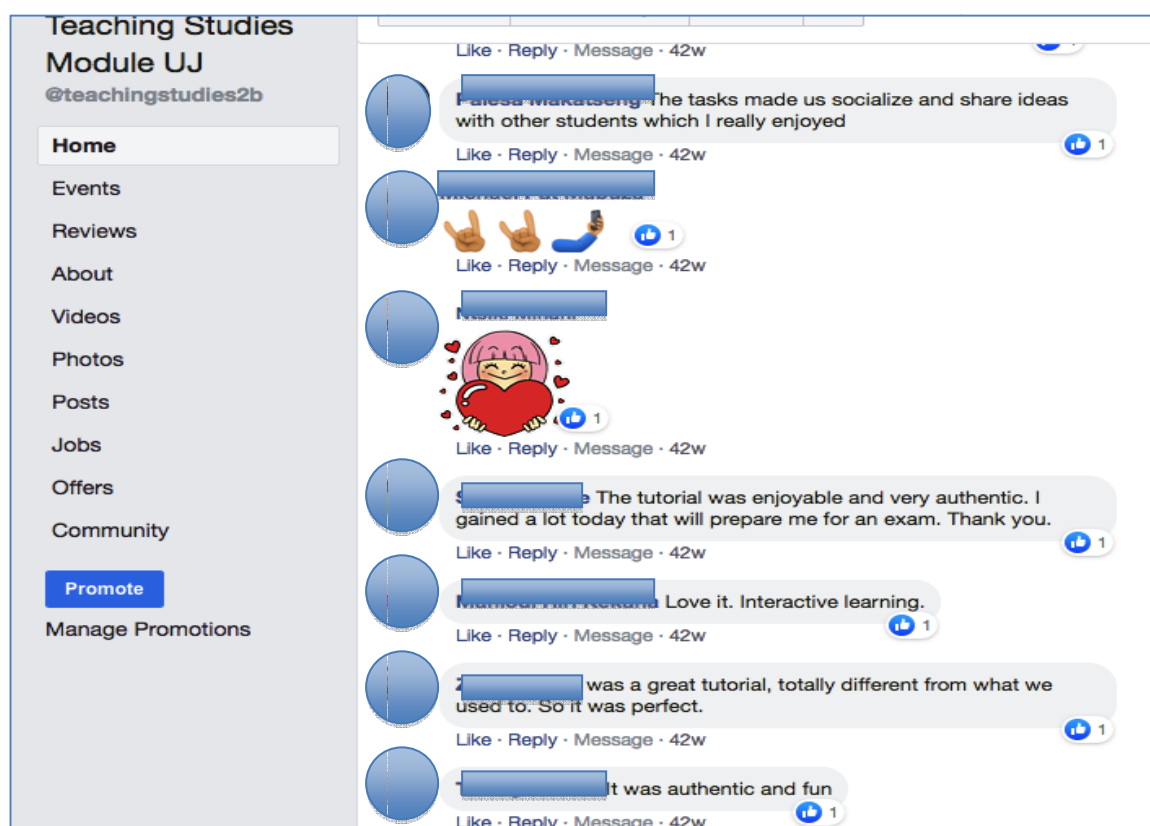 Teaching Studies
Module UJ
@teachingstudies2b
Home
Events
Reviews
About
Videos
Photos
Posts
Jobs
Offers
Community
Promote
Manage Promotions
Like · Reply · Message · 42w
The tasks made us socialize and share ideas
with other students which I really enjoyed
1
Like · Reply · Message · 42w
1
Like · Reply · Message · 42w
1
Like · Reply · Message · 42w
The tutorial was enjoyable and very authentic. I
gained a lot today that will prepare me for an exam. Thank you.
1
Like · Reply · Message · 42w
Love it. Interactive learning.
1
Like · Reply · Message · 42w
was a great tutorial, totally different from what we
used to. So it was perfect.
1
Like · Reply · Message · 42w
It was authentic and fun
1
Like · Reply · Message · 42w